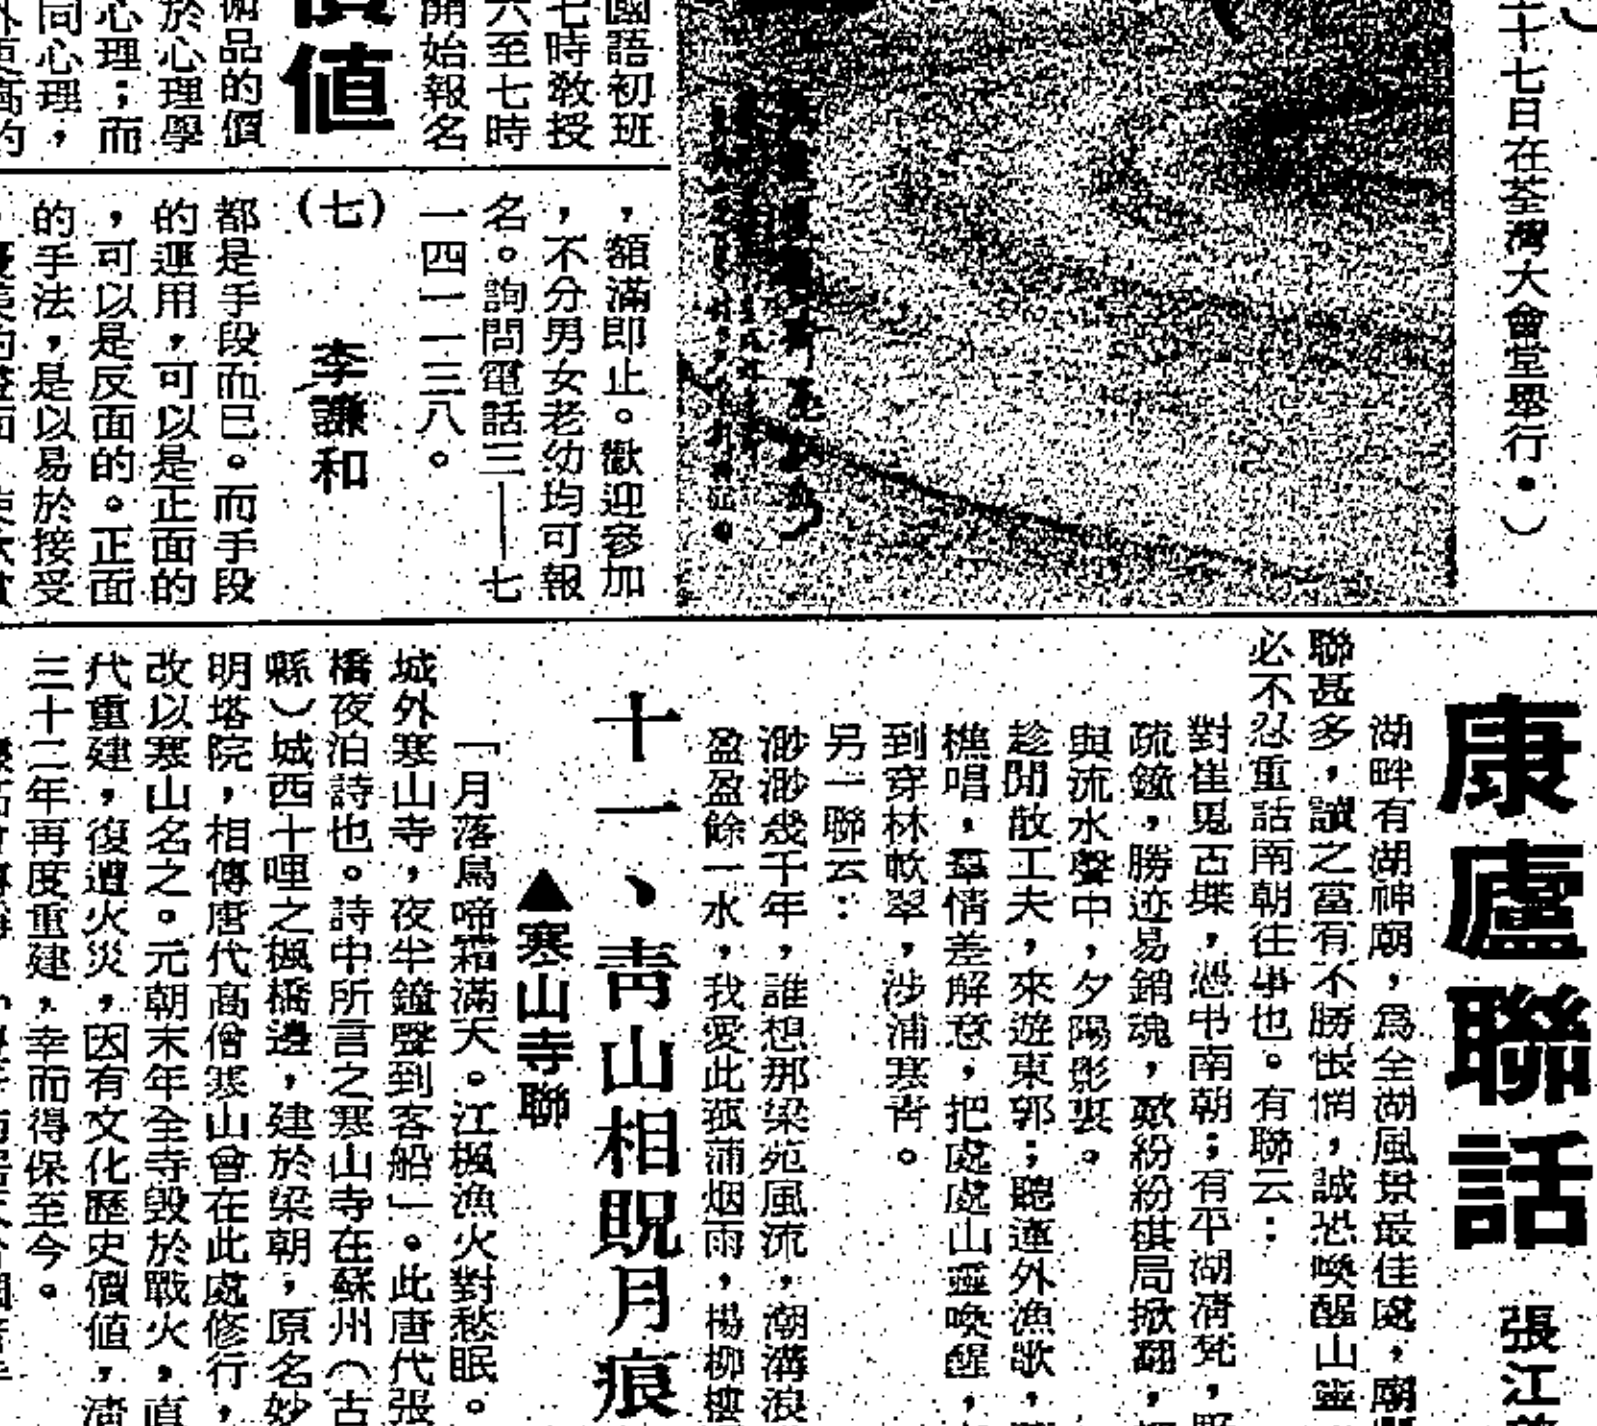 十七日在荃灣大會堂舉行。）
國語初班
七時敎授
六至七時
開始報名
值
品的價
於心理學
心理；而
同心理，
，額滿即止。歡迎參加
，不分男女老幼均可報
名。詢問電話三——七
一四一一三八。
（七）
李謙和
都是手段而已。而手段
的運用，可以是正面的
，可以是反面的。正面
的手法，是以易於接受
康廬聯話
張江
湖畔有湖神廟，爲全湖風景最佳處，廟
聯甚多，讀之當有不勝悵惘，誠恐喚醒山靈
必不忍重話南朝往事也。有聯云：
對崔嵬古堞，憑弔南朝；有平湖清梵，
疏鐘，勝迹易銷魂，歎紛紛棋局掀翻，
與流水聲中，夕陽影裏。
趁閒散工夫，來遊東郭；聽蓮外漁歌，
樵唱，羣情差解意，把處處山靈喚醒，
到穿林軟翠，涉浦寒青。
另一聯云：
渺渺幾千年，誰想那梁苑風流，潮溝浪
盈盈餘一水，我愛此菰蒲烟雨，楊柳樓
十一、靑山相睨月痕
▲寒山寺聯
「月落烏啼霜滿天。江楓漁火對愁眠。
城外寒山寺，夜半鐘聲到客船」。此唐代張
橋夜泊詩也。詩中所言之寒山寺在蘇州（古
縣）城西十哩之楓橋邊，建於梁朝，原名妙
明塔院，相傳唐代高僧寒山曾在此處修行，
改以寒山名之。元朝末年全寺毀於戰火，直
代重建，復遭火災，因有文化歷史價値，清
三十二年再度重建，幸而得保至今。